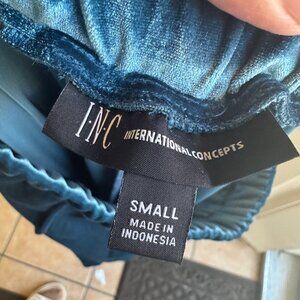 I·N·C INTERNATIONAL CONCEPTS
SMALL
MADE IN
INDONESIA